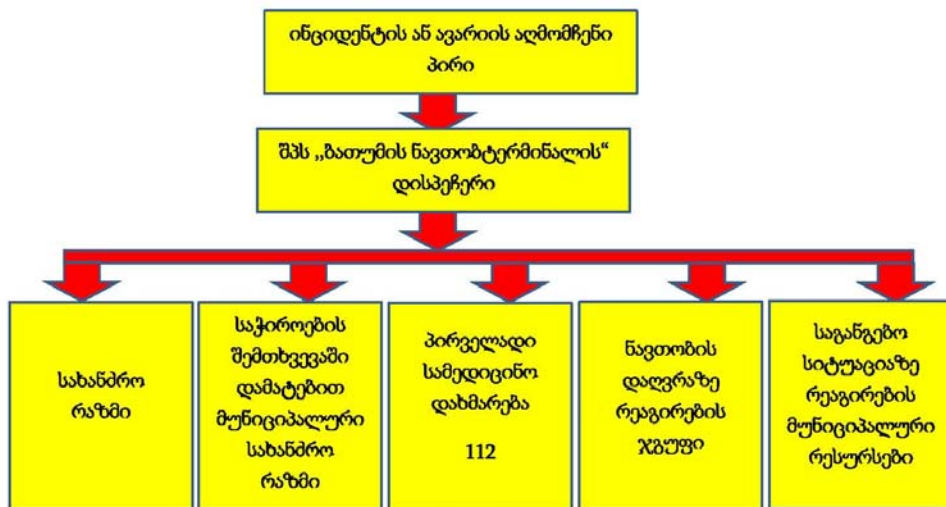 ინციდენტის ან ავარიის აღმომჩენი
პირი
შპს „ბათუმის ნავთობტერმინალის“
დისპეჩერი
სახანძრო
რაზმი
საჭიროების
შემთხვევაში
დამატებით
მუნიციპალური
სახანძრო
რაზმი
პირველადი
სამედიცინო
დახმარება
112
ნავთობის
დაღვრაზე
რეაგირების
ჯგუფი
საგანგებო
სიტუაციაზე
რეაგირების
მუნიციპალური
რესურსები